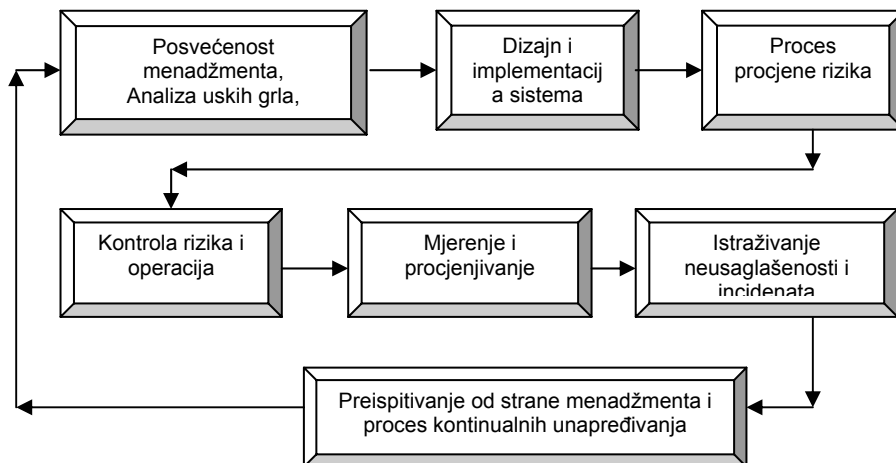 Posvećenost
menadžmenta,
Analiza uskih grla,
Dizajn i
implementacij
a sistema
Proces
procjene rizika
Kontrola rizika i
operacija
Mjerenje i
procjenjivanje
Istraživanje
neusaglašenosti i
incidenata
Preispitivanje od strane menadžmenta i
proces kontinualnih unapređivanja